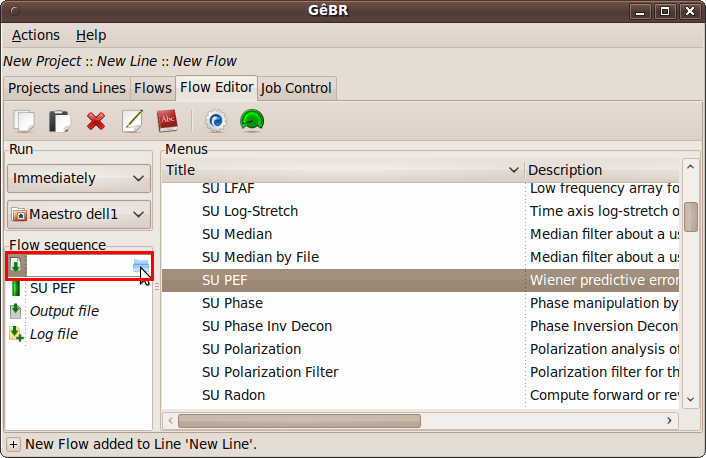 GêBR
Actions Help
New Project :: New Line :: New Flow
Projects and Lines Flows Flow Editor Job Control
Abc
Run
Immediately
Maestro dell1
Flow sequence
SU PEF
Output file
Log file
Menus
Title Description
SU LFAF Low frequency array fo
SU Log-Stretch Time axis log-stretch o
SU Median Median filter about a us
SU Median by File Median filter about a us
SU PEF Wiener predictive error
SU Phase Phase manipulation by
SU Phase Inv Decon Phase Inversion Decon
SU Polarization Polarization analysis of
SU Polarization Filter Polarization filter for th
SU Radon Compute forward or rev
New Flow added to Line 'New Line'.